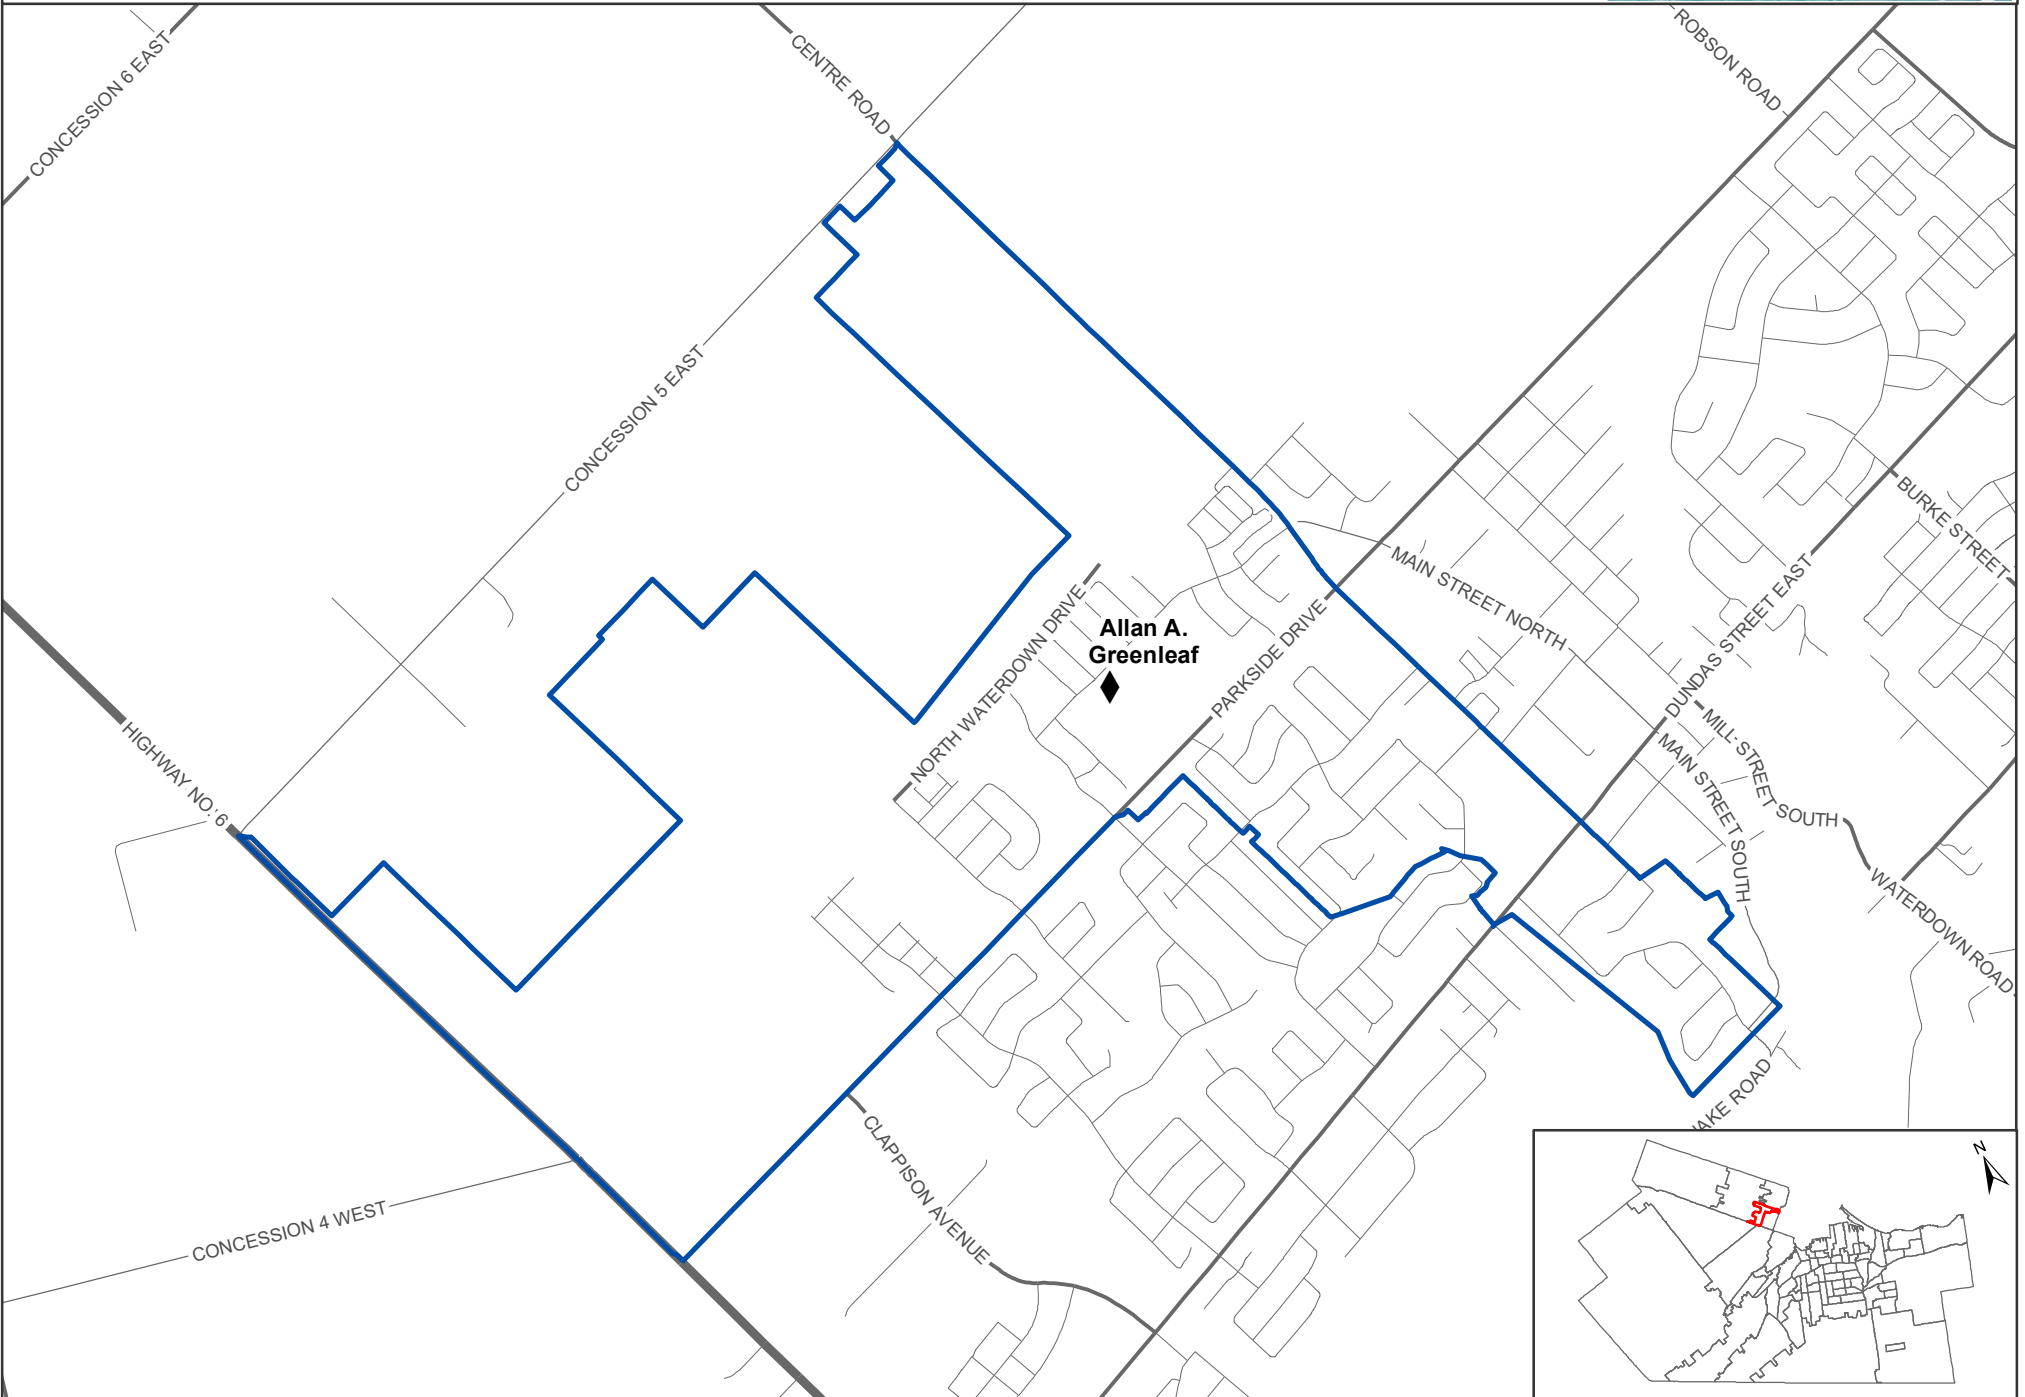 ROBSON ROAD
CENTRE ROAD
CONCESSION 6 EAST
CONCESSION 5 EAST
BURKE STREET
MAIN STREET NORTH
DUNDAS STREET EAST
NORTH WATERDOWN DRIVE
Allan A.
Greenleaf
PARKSIDE DRIVE
HIGHWAY NO. 6
MILL STREET SOUTH
MAIN STREET SOUTH
WATERDOWN ROAD
AKE ROAD
CLAPPISON AVENUE
CONCESSION 4 WEST
N